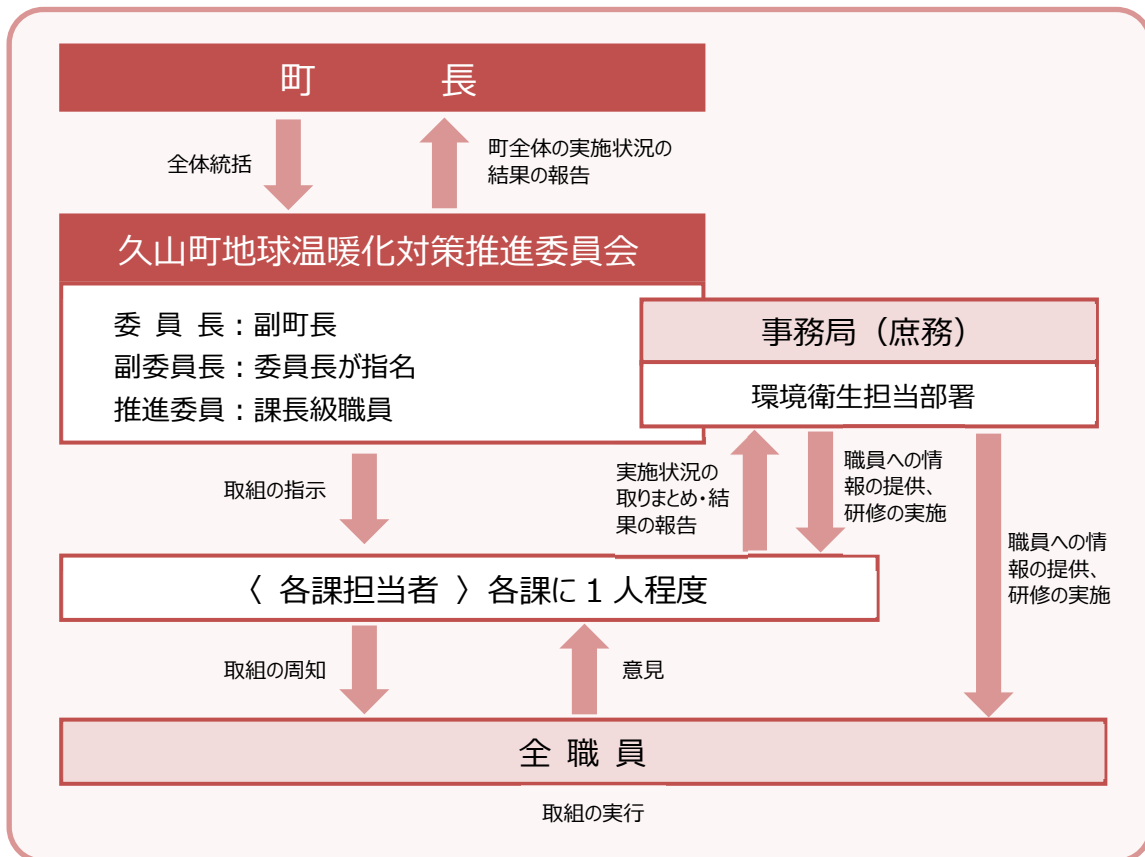 町　　　長
全体統括
町全体の実施状況の
結果の報告
久山町地球温暖化対策推進委員会
委 員 長：副町長
副委員長：委員長が指名
推進委員：課長級職員
事務局（庶務）
環境衛生担当部署
取組の指示
実施状況の
取りまとめ・結
果の報告
職員への情
報の提供、
研修の実施
職員への情
報の提供、
研修の実施
〈 各課担当者 〉各課に１人程度
取組の周知
意見
全 職 員
取組の実行